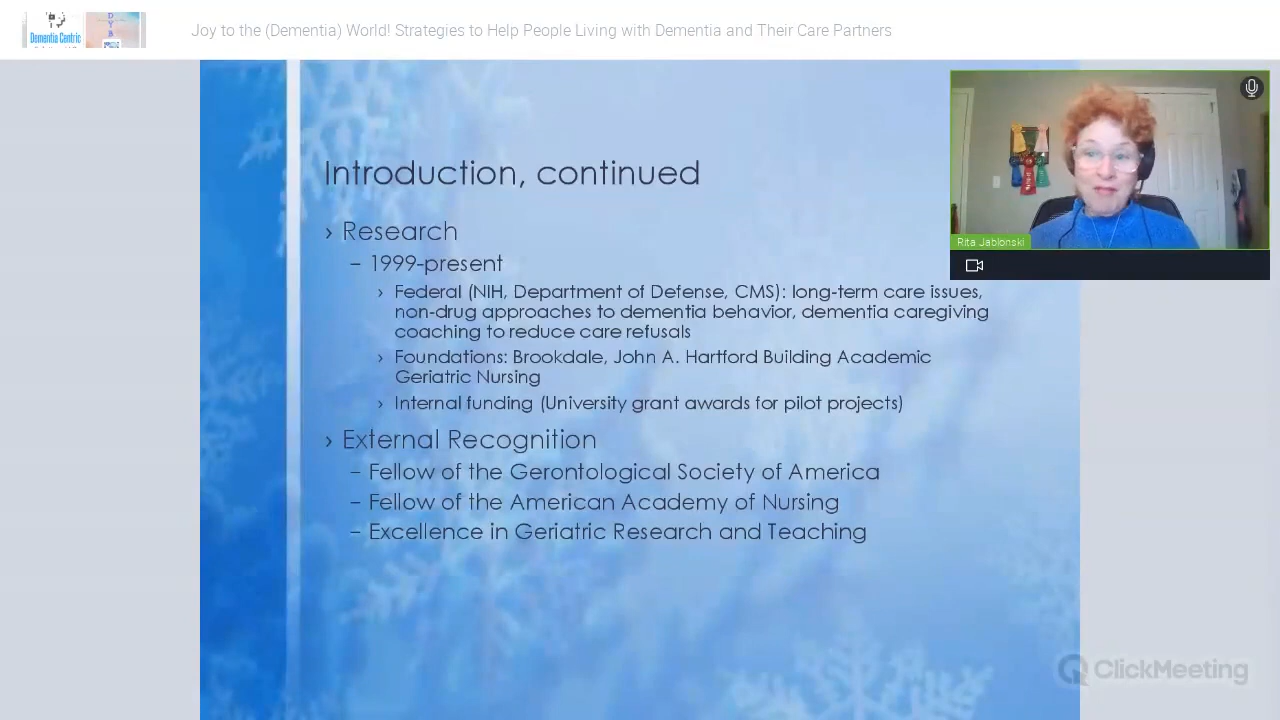 Dementia Centric
Joy to the (Dementia) World! Strategies to Help People Living with Dementia and Their Care Partners
Rita Jablonski
Introduction, continued
› Research
– 1999-present
› Federal (NIH, Department of Defense, CMS): long-term care issues,
non-drug approaches to dementia behavior, dementia caregiving
coaching to reduce care refusals
› Foundations: Brookdale, John A. Hartford Building Academic
Geriatric Nursing
› Internal funding (University grant awards for pilot projects)
› External Recognition
– Fellow of the Gerontological Society of America
– Fellow of the American Academy of Nursing
– Excellence in Geriatric Research and Teaching
ClickMeeting